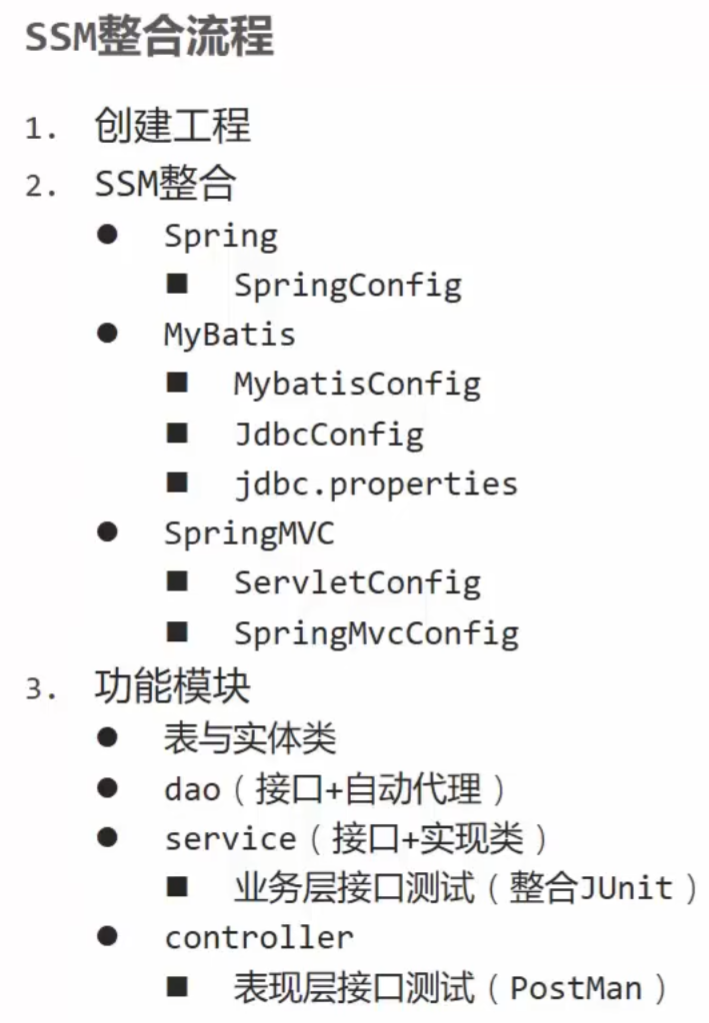 SSM整合流程
1. 创建工程
2. SSM整合
● Spring
■ SpringConfig
● MyBatis
■ MybatisConfig
■ JdbcConfig
■ jdbc.properties
● SpringMVC
■ ServletConfig
■ SpringMvcConfig
3. 功能模块
● 表与实体类
● dao（接口+自动代理）
● service（接口+实现类）
■ 业务层接口测试（整合JUnit）
● controller
■ 表现层接口测试（PostMan）